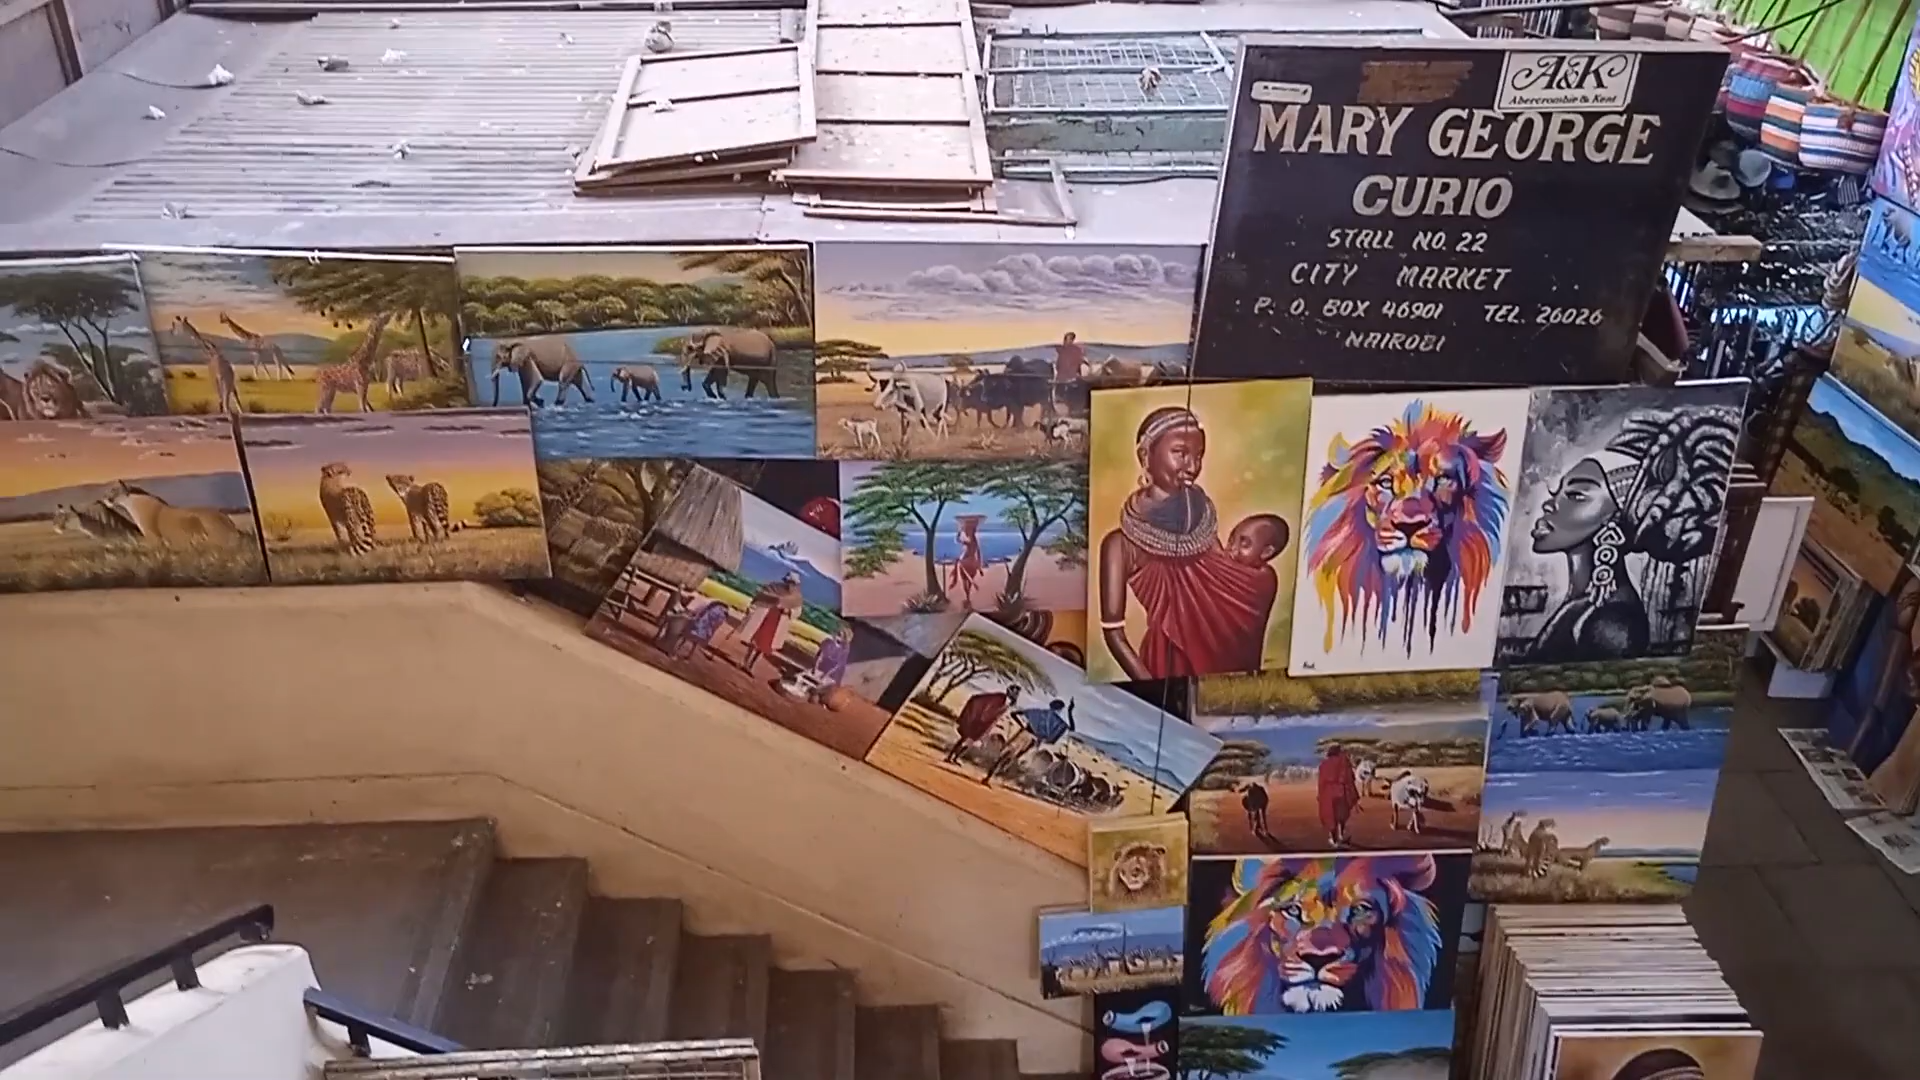 A&K
Abercrombie & Kent
MARY GEORGE
CURIO
STALL NO. 22
CITY MARKET
P. O. BOX 46901 TEL. 26026
NAIROBI